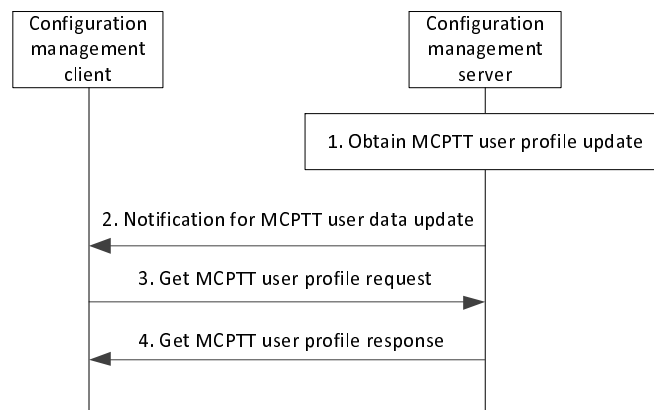 Configuration
management
client
Configuration
management
server
1. Obtain MCPTT user profile update
2. Notification for MCPTT user data update
3. Get MCPTT user profile request
4. Get MCPTT user profile response